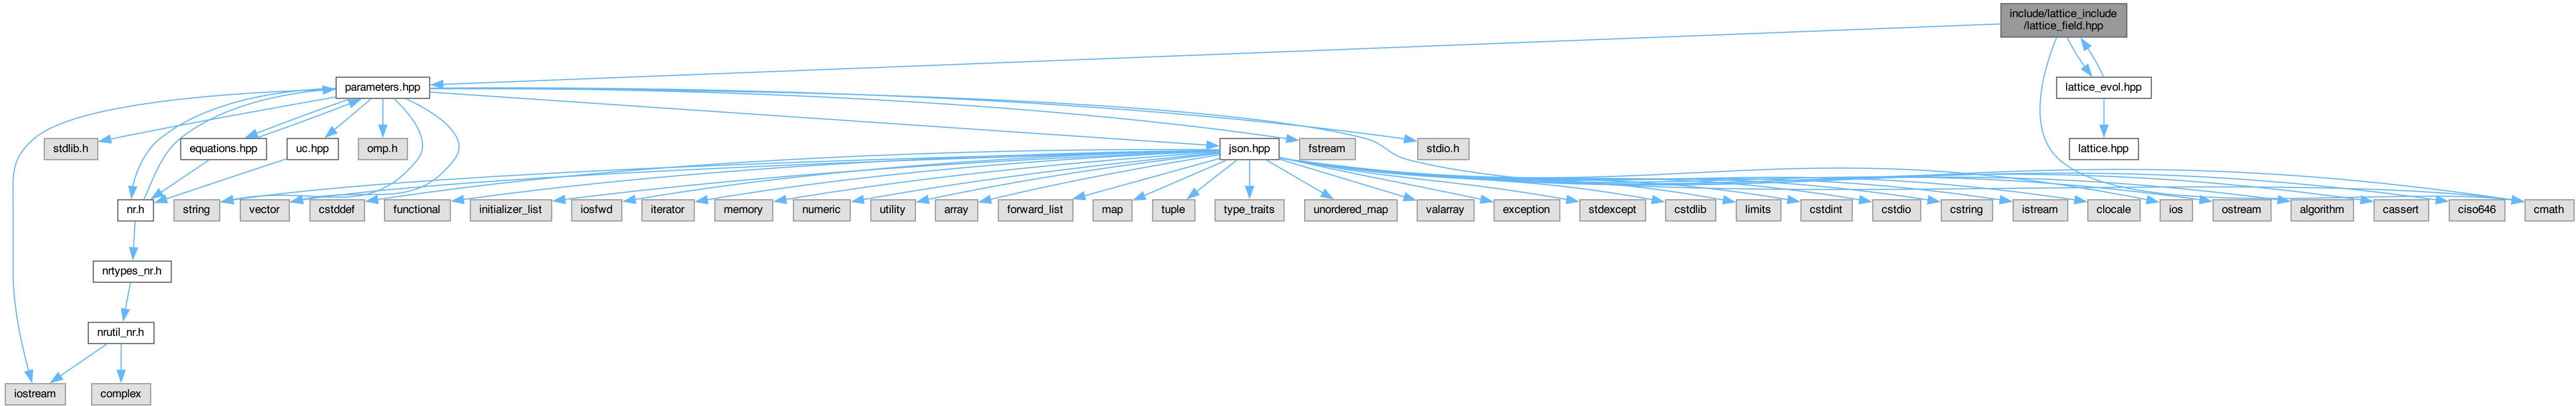 include/lattice_include
/lattice_field.hpp
parameters.hpp
lattice_evol.hpp
stdlib.h
equations.hpp
uc.hpp
omp.h
json.hpp
fstream
stdio.h
lattice.hpp
nr.h
string
vector
cstddef
functional
initializer_list
iosfwd
iterator
memory
numeric
utility
array
forward_list
map
tuple
type_traits
unordered_map
valarray
exception
stdexcept
cstdlib
limits
cstdint
cstdio
cstring
istream
clocale
ios
ostream
algorithm
cassert
ciso646
cmath
nrtypes_nr.h
nrutil_nr.h
iostream
complex